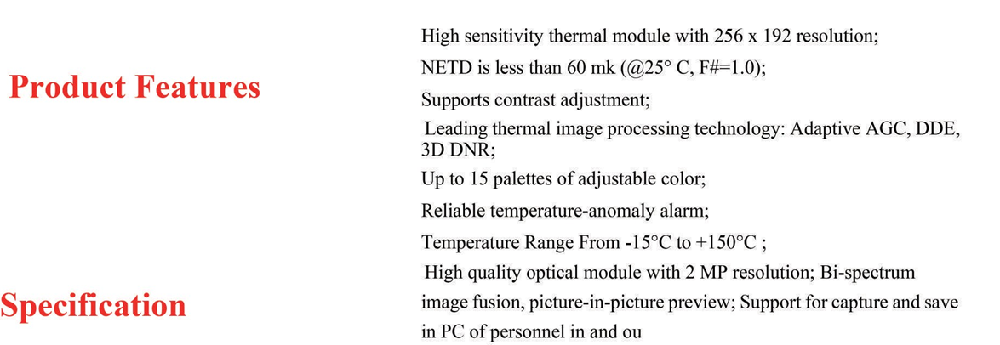 Product Features
High sensitivity thermal module with 256 x 192 resolution;
NETD is less than 60 mk (@25° C, F#=1.0);
Supports contrast adjustment;
Leading thermal image processing technology: Adaptive AGC, DDE,
3D DNR;
Up to 15 palettes of adjustable color;
Reliable temperature-anomaly alarm;
Temperature Range From -15°C to +150°C ;
Specification
High quality optical module with 2 MP resolution; Bi-spectrum
image fusion, picture-in-picture preview; Support for capture and save
in PC of personnel in and ou